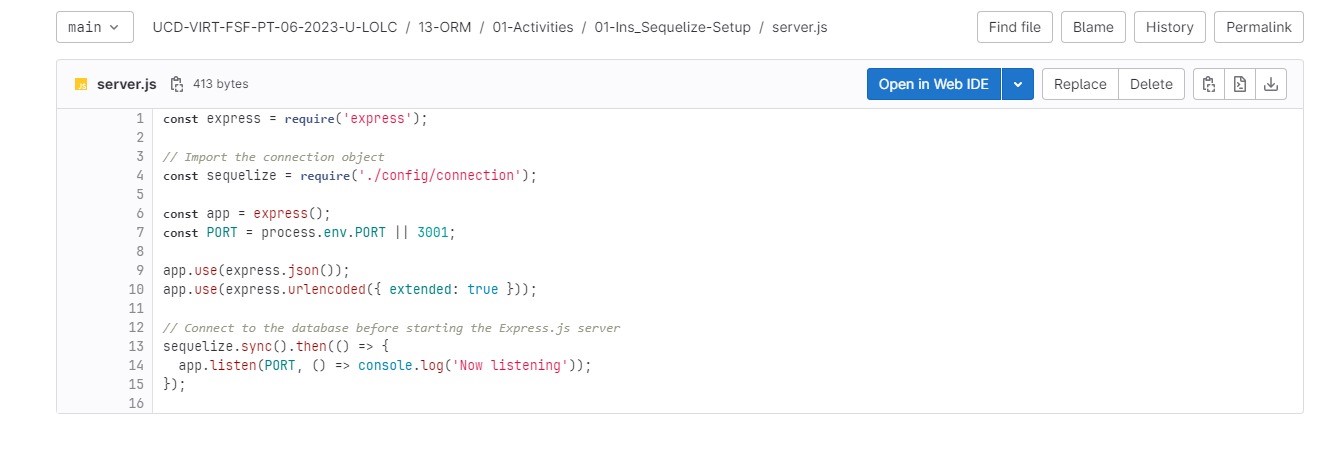 main UCD-VIRT-FSF-PT-06-2023-U-LOLC / 13-ORM / 01-Activities / 01-Ins_Sequelize-Setup / server.js Find file Blame History Permalink
server.js 413 bytes Open in Web IDE Replace Delete
1 const express = require('express');
2
3 // Import the connection object
4 const sequelize = require('./config/connection');
5
6 const app = express();
7 const PORT = process.env.PORT || 3001;
8
9 app.use(express.json());
10 app.use(express.urlencoded({ extended: true }));
11
12 // Connect to the database before starting the Express.js server
13 sequelize.sync().then(() => {
14   app.listen(PORT, () => console.log('Now listening'));
15 });
16